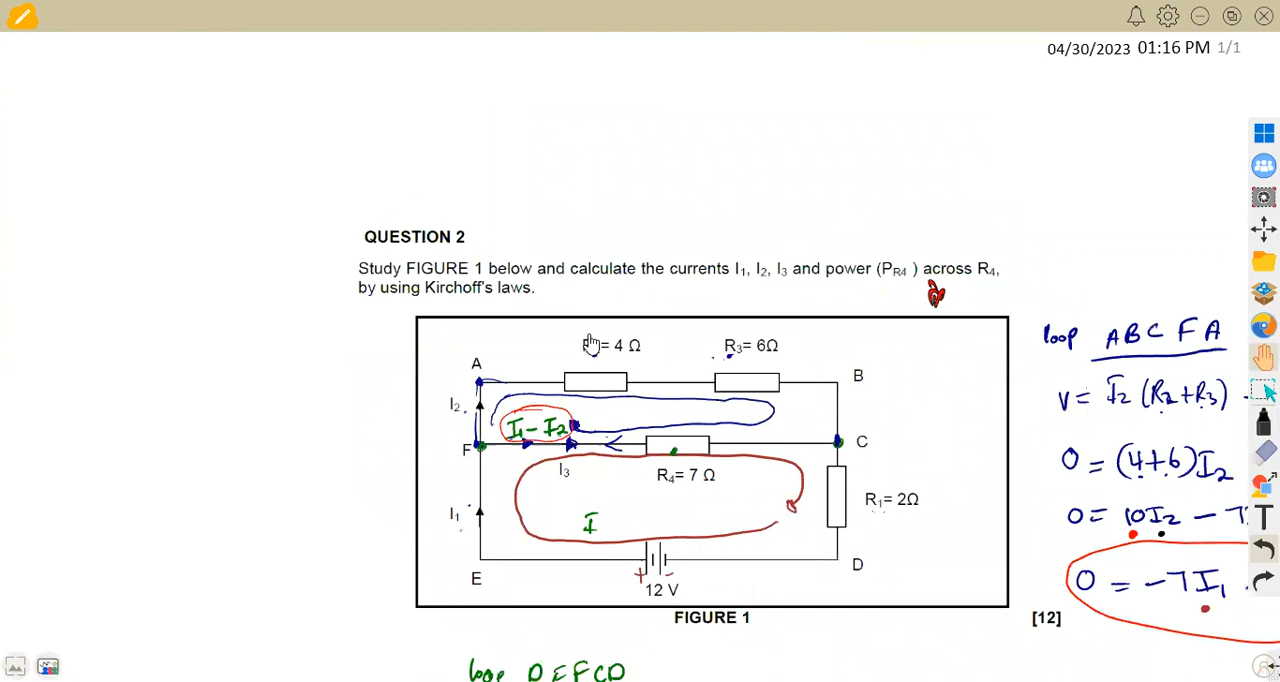 04/30/2023 01:16 PM 1/1
QUESTION 2
Study FIGURE 1 below and calculate the currents I1, I2, I3 and power (PR4 ) across R4,
by using Kirchoff's laws.
= 4 Ω
R3= 6Ω
A
B
I2
I1 - I2
F
C
I3
R4= 7 Ω
R1= 2Ω
I1
I
E
D
+ -
12 V
FIGURE 1
[12]
loop ABCFA
V = I2 (R2+R3)
0 = (4+6)I2
0 = 10I2 - 7
0 = -7I1
loop DEFCD
T